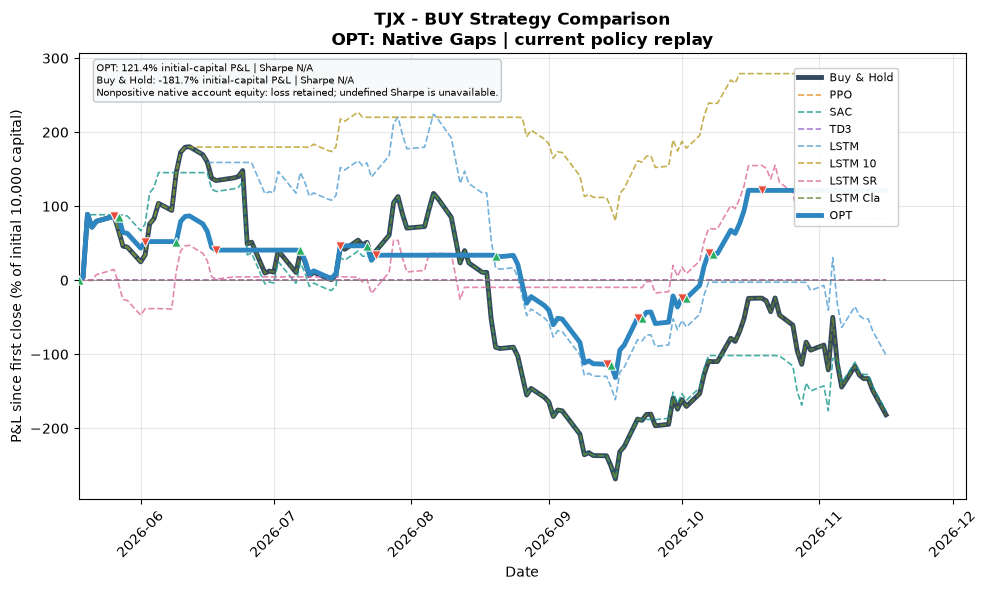 TJX - BUY Strategy Comparison
OPT: Native Gaps | current policy replay
OPT: 121.4% initial-capital P&L | Sharpe N/A
Buy & Hold: -181.7% initial-capital P&L | Sharpe N/A
Nonpositive native account equity: loss retained; undefined Sharpe is unavailable.
Buy & Hold
PPO
SAC
TD3
LSTM
LSTM 10
LSTM SR
LSTM Cla
OPT
P&L since first close (% of initial 10,000 capital)
300
200
100
0
−100
−200
2026-06
2026-07
2026-08
2026-09
2026-10
2026-11
2026-12
Date